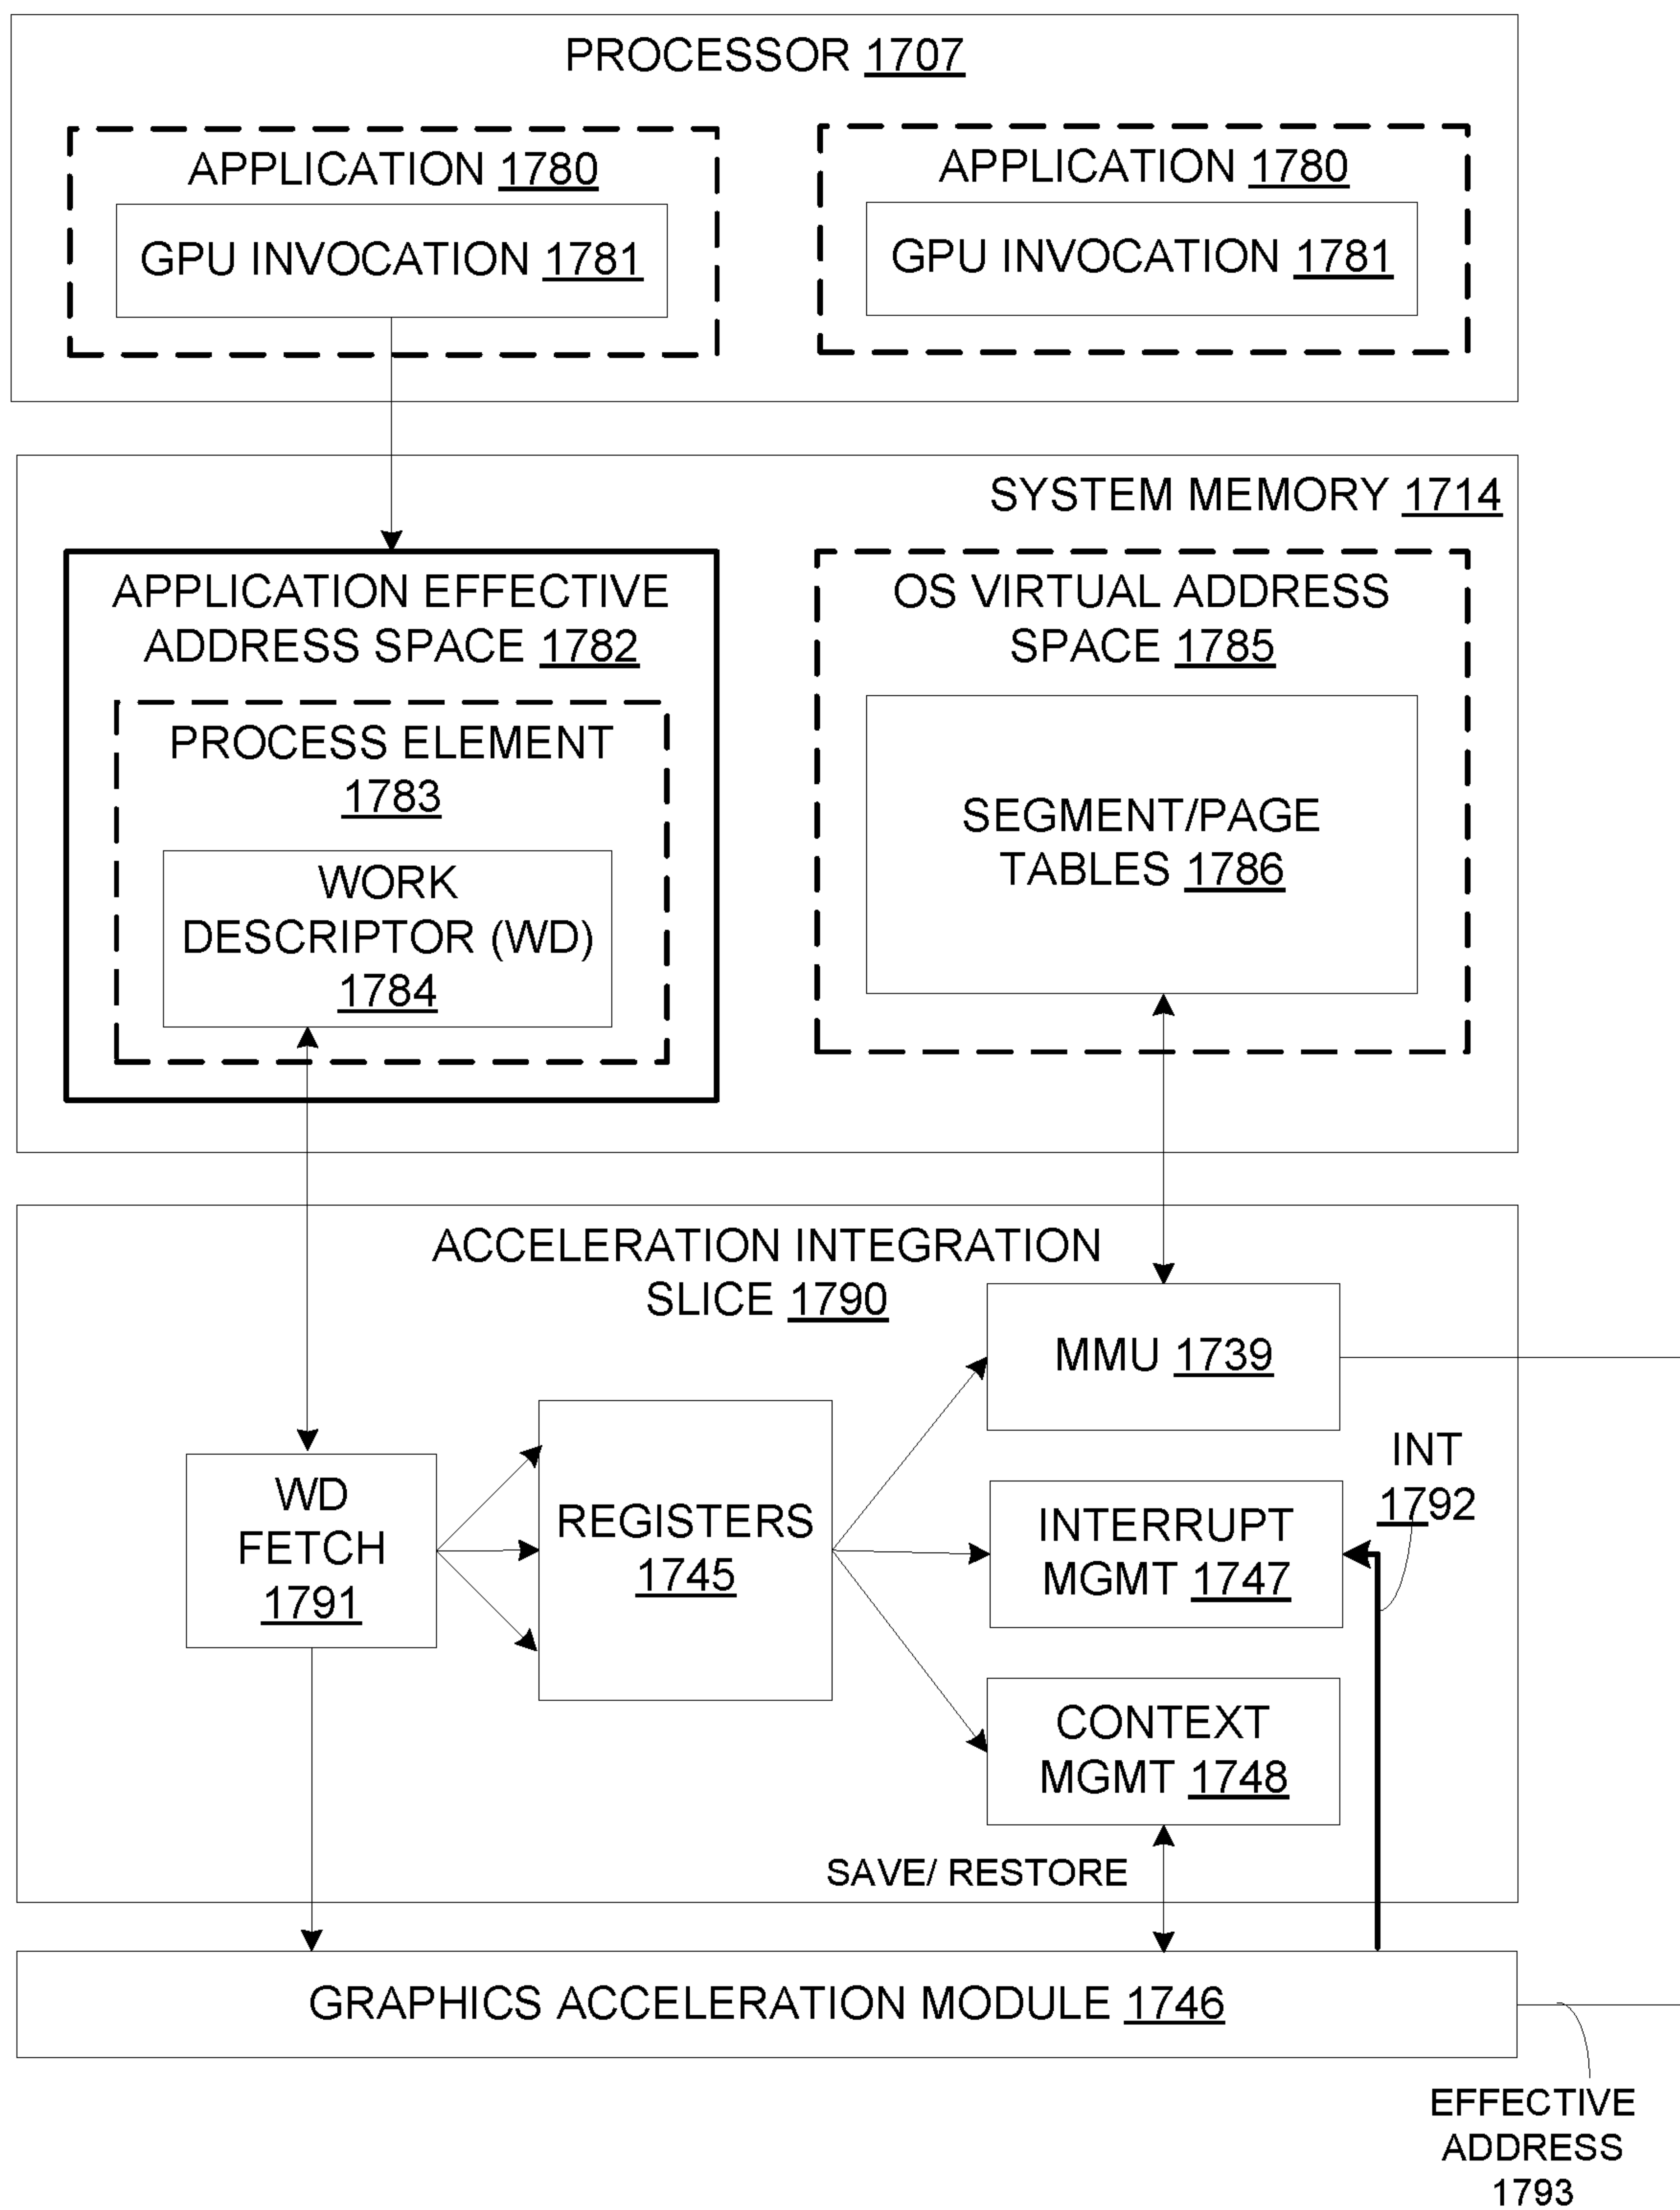 PROCESSOR 1707
APPLICATION 1780
GPU INVOCATION 1781
APPLICATION 1780
GPU INVOCATION 1781
SYSTEM MEMORY 1714
APPLICATION EFFECTIVE
ADDRESS SPACE 1782
PROCESS ELEMENT
1783
WORK
DESCRIPTOR (WD)
1784
OS VIRTUAL ADDRESS
SPACE 1785
SEGMENT/PAGE
TABLES 1786
ACCELERATION INTEGRATION
SLICE 1790
WD
FETCH
1791
REGISTERS
1745
MMU 1739
INTERRUPT
MGMT 1747
CONTEXT
MGMT 1748
INT
1792
SAVE/ RESTORE
GRAPHICS ACCELERATION MODULE 1746
EFFECTIVE
ADDRESS
1793